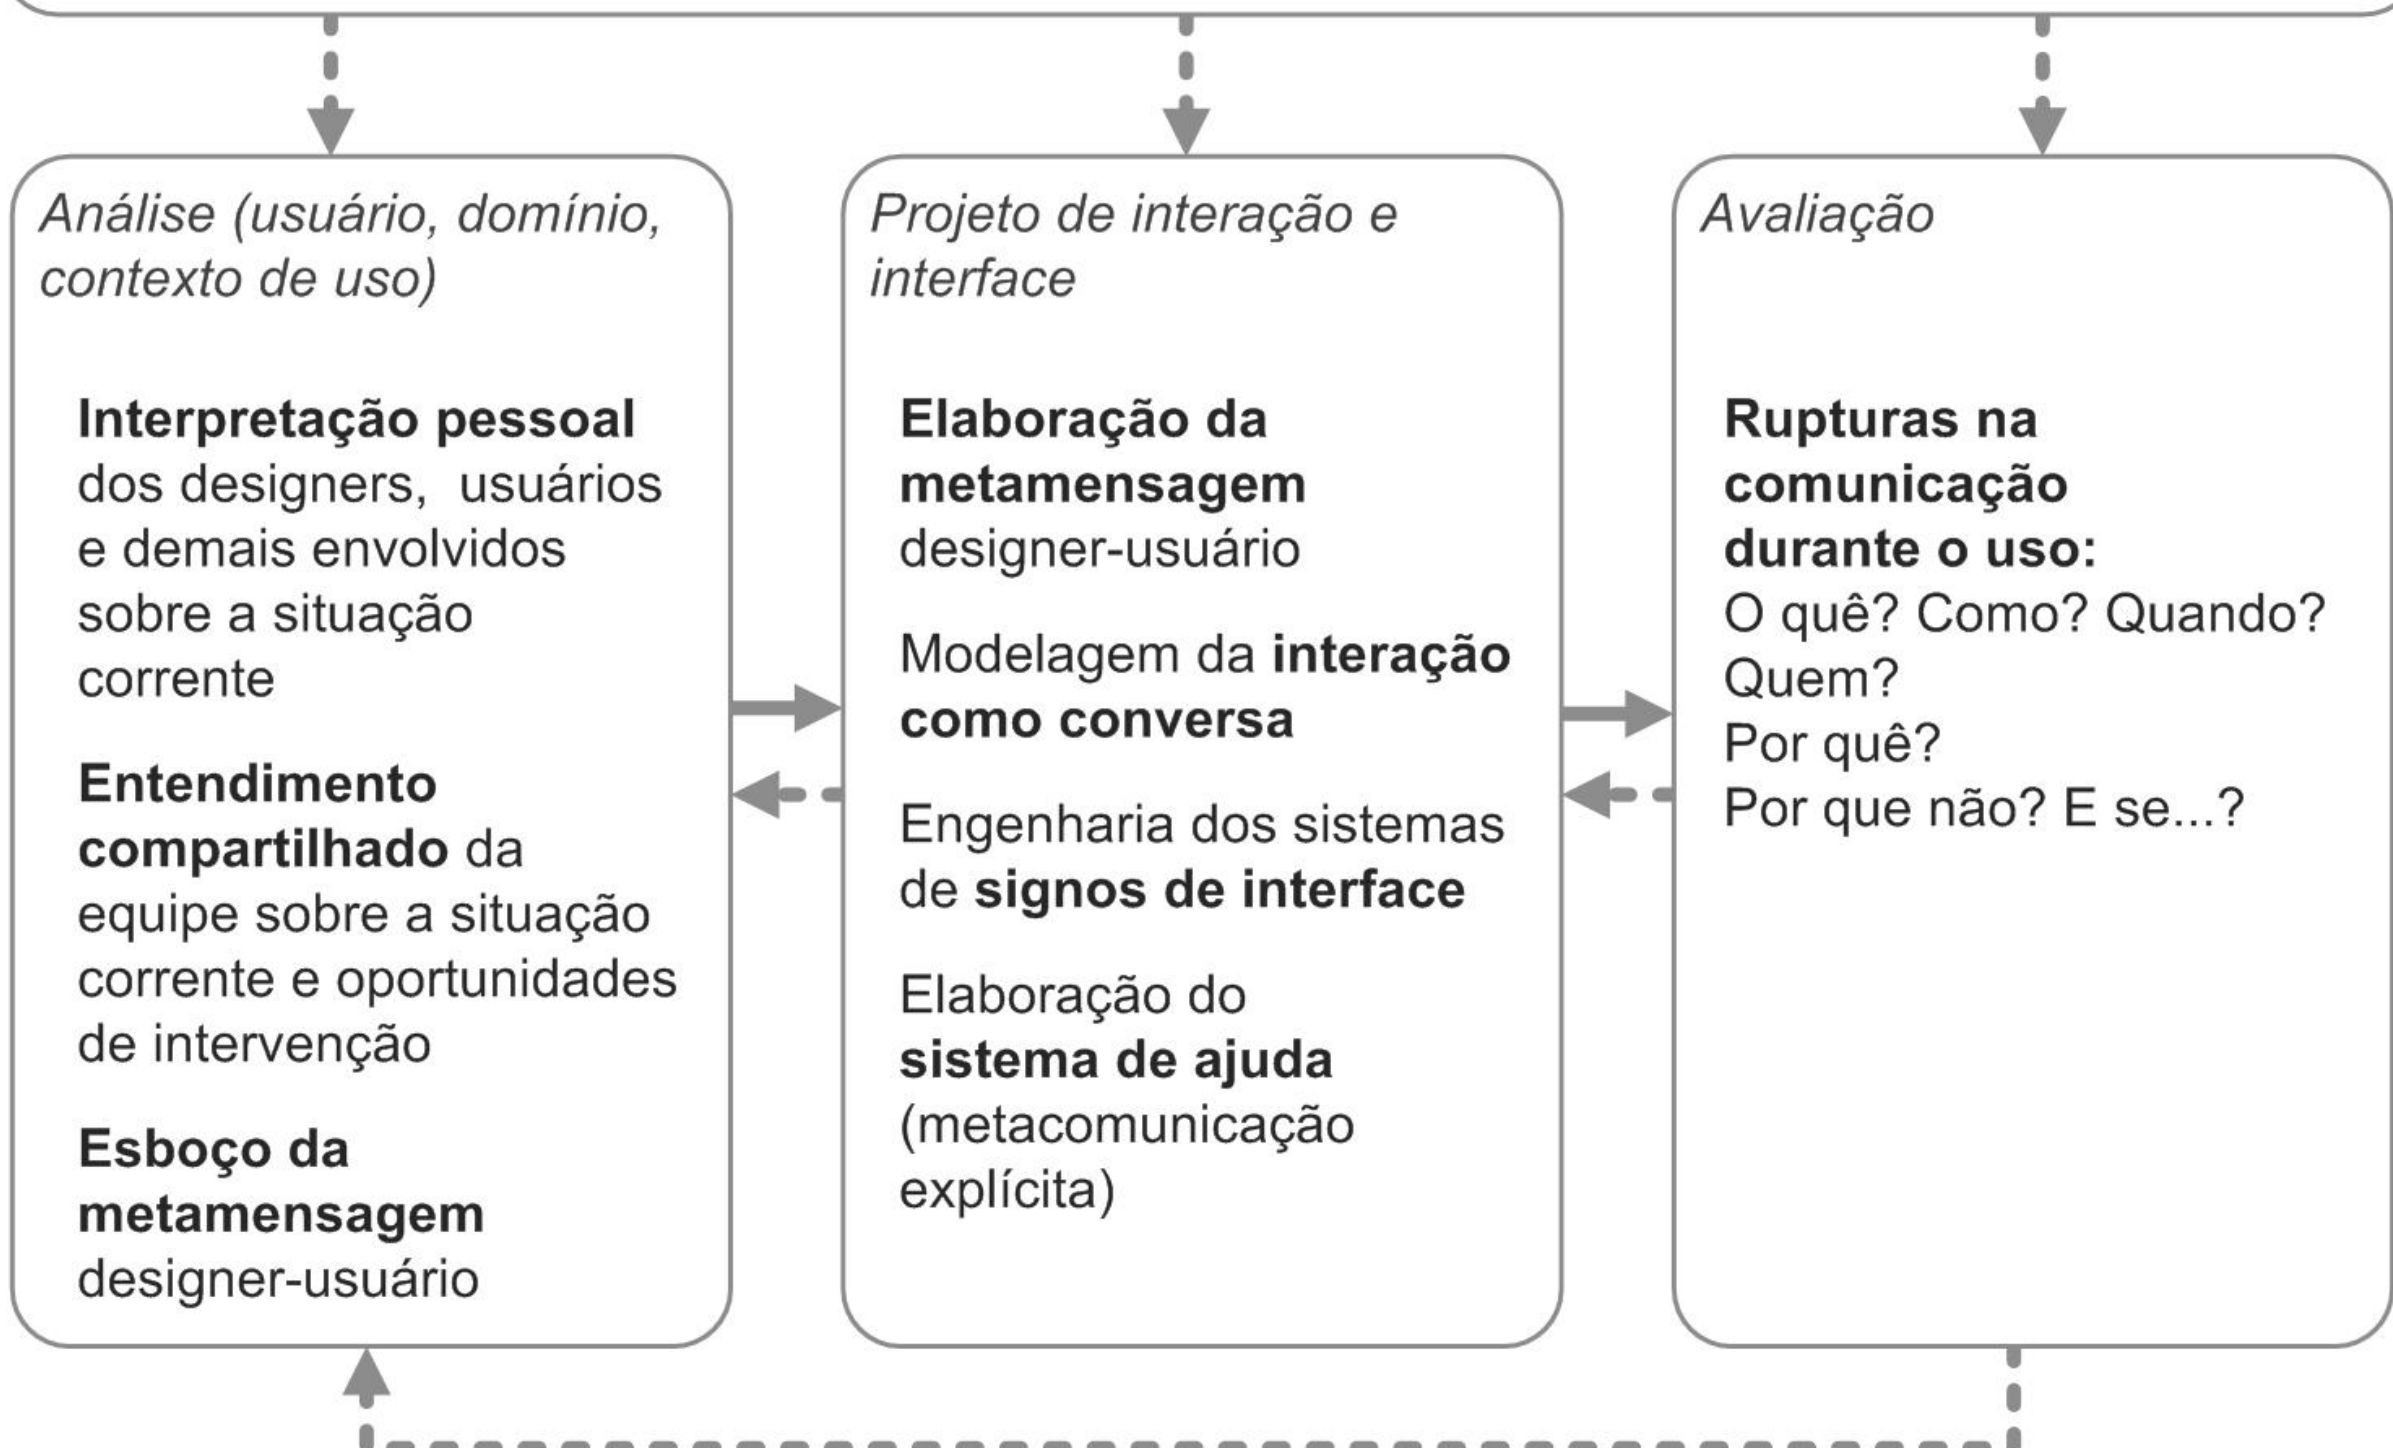 Análise (usuário, domínio,
contexto de uso)
Interpretação pessoal
dos designers, usuários
e demais envolvidos
sobre a situação
corrente
Entendimento
compartilhado da
equipe sobre a situação
corrente e oportunidades
de intervenção
Esboço da
metamensagem
designer-usuário
Projeto de interação e
interface
Elaboração da
metamensagem
designer-usuário
Modelagem da interação
como conversa
Engenharia dos sistemas
de signos de interface
Elaboração do
sistema de ajuda
(metacomunicação
explícita)
Avaliação
Rupturas na
comunicação
durante o uso:
O quê? Como? Quando?
Quem?
Por quê?
Por que não? E se...?